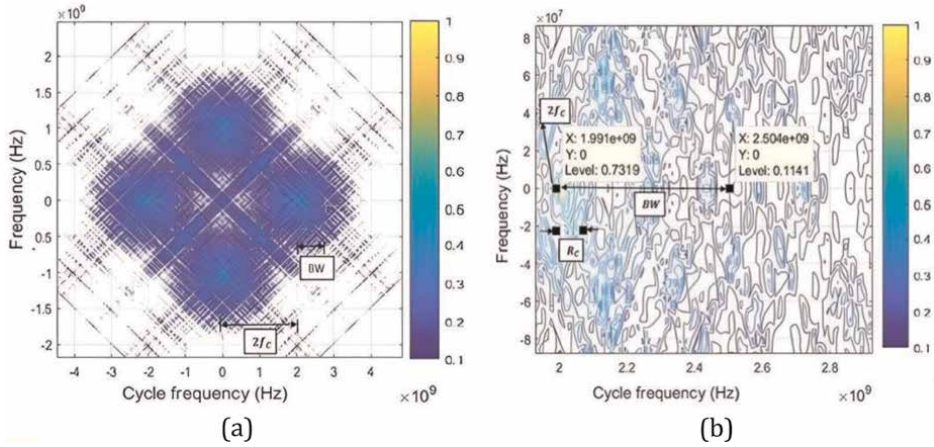 ×10⁹
2
1.5
1
0.5
0
-0.5
-1
-1.5
-2
Frequency (Hz)
-4 -3 -2 -1 0 1 2 3 4
Cycle frequency (Hz) ×10⁹
BW
2f_C
1
0.9
0.8
0.7
0.6
0.5
0.4
0.3
0.2
0.1
(a)
×10⁷
8
6
4
2
0
-2
-4
-6
-8
Frequency (Hz)
2f_C
X: 1.991e+09
Y: 0
Level: 0.7319
X: 2.504e+09
Y: 0
Level: 0.1141
BW
R_C
2 2.2 2.4 2.6 2.8
Cycle frequency (Hz) ×10⁹
1
0.9
0.8
0.7
0.6
0.5
0.4
0.3
0.2
0.1
(b)